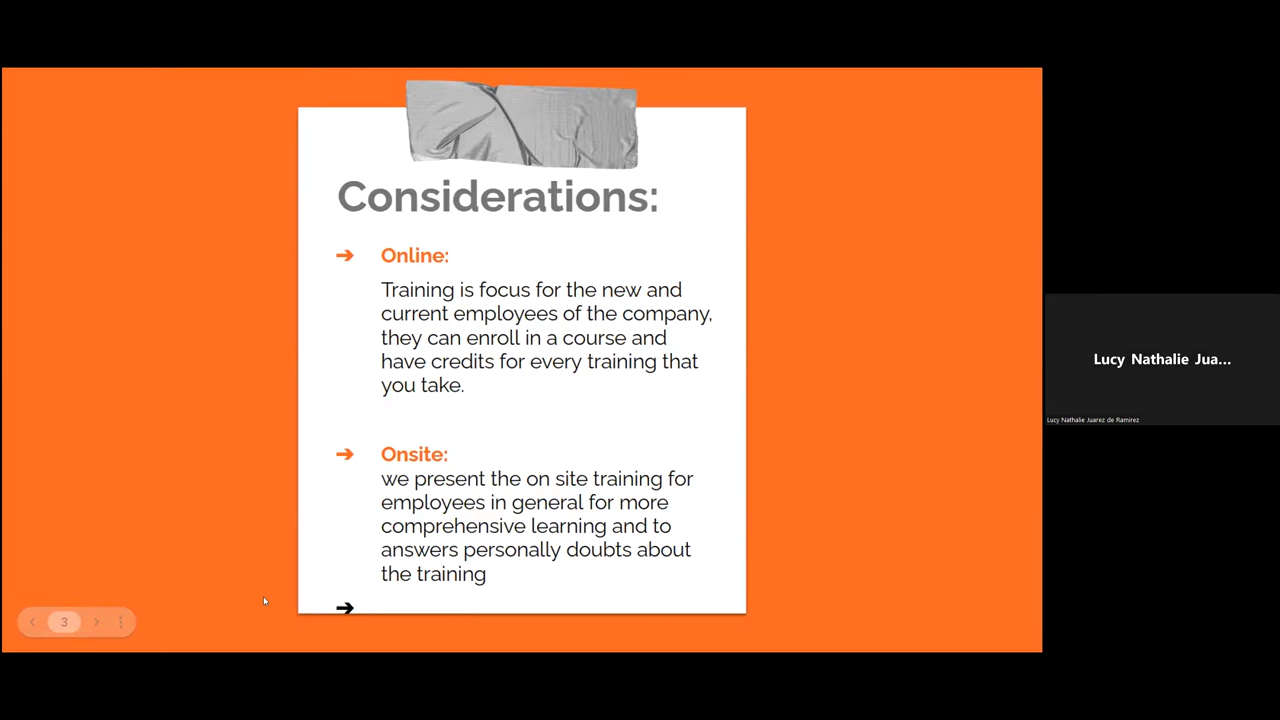 Considerations:
➔ Online:
Training is focus for the new and
current employees of the company,
they can enroll in a course and
have credits for every training that
you take.
➔ Onsite:
we present the on site training for
employees in general for more
comprehensive learning and to
answers personally doubts about
the training
➔
3
Lucy Nathalie Jua...
Lucy Nathalie Juarez de Ramirez